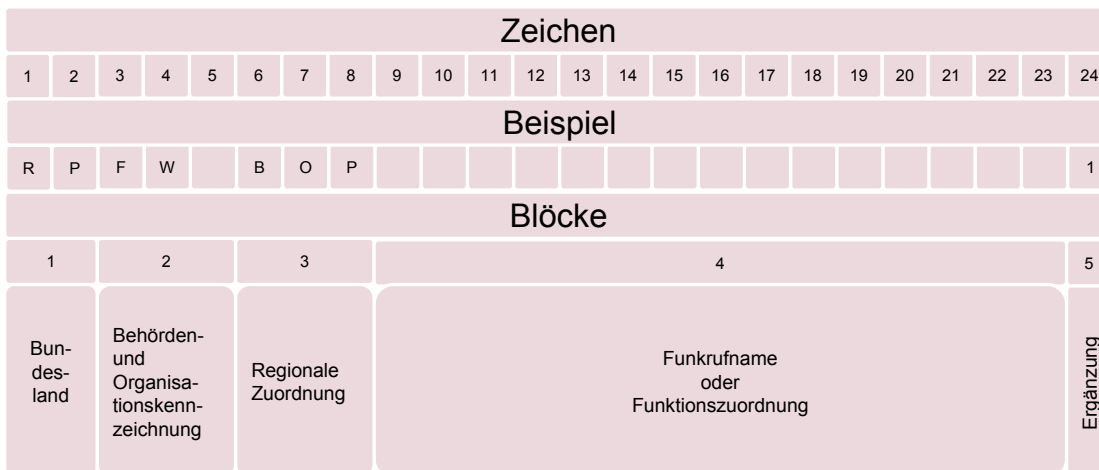 Zeichen
1 2 3 4 5 6 7 8 9 10 11 12 13 14 15 16 17 18 19 20 21 22 23 24
Beispiel
R P F W B O P 1
Blöcke
1 2 3 4 5
Bun-
des-
land
Behörden-
und
Organisa-
tionskenn-
zeichnung
Regionale
Zuordnung
Funkrufname
oder
Funktionszuordnung
Ergänzung